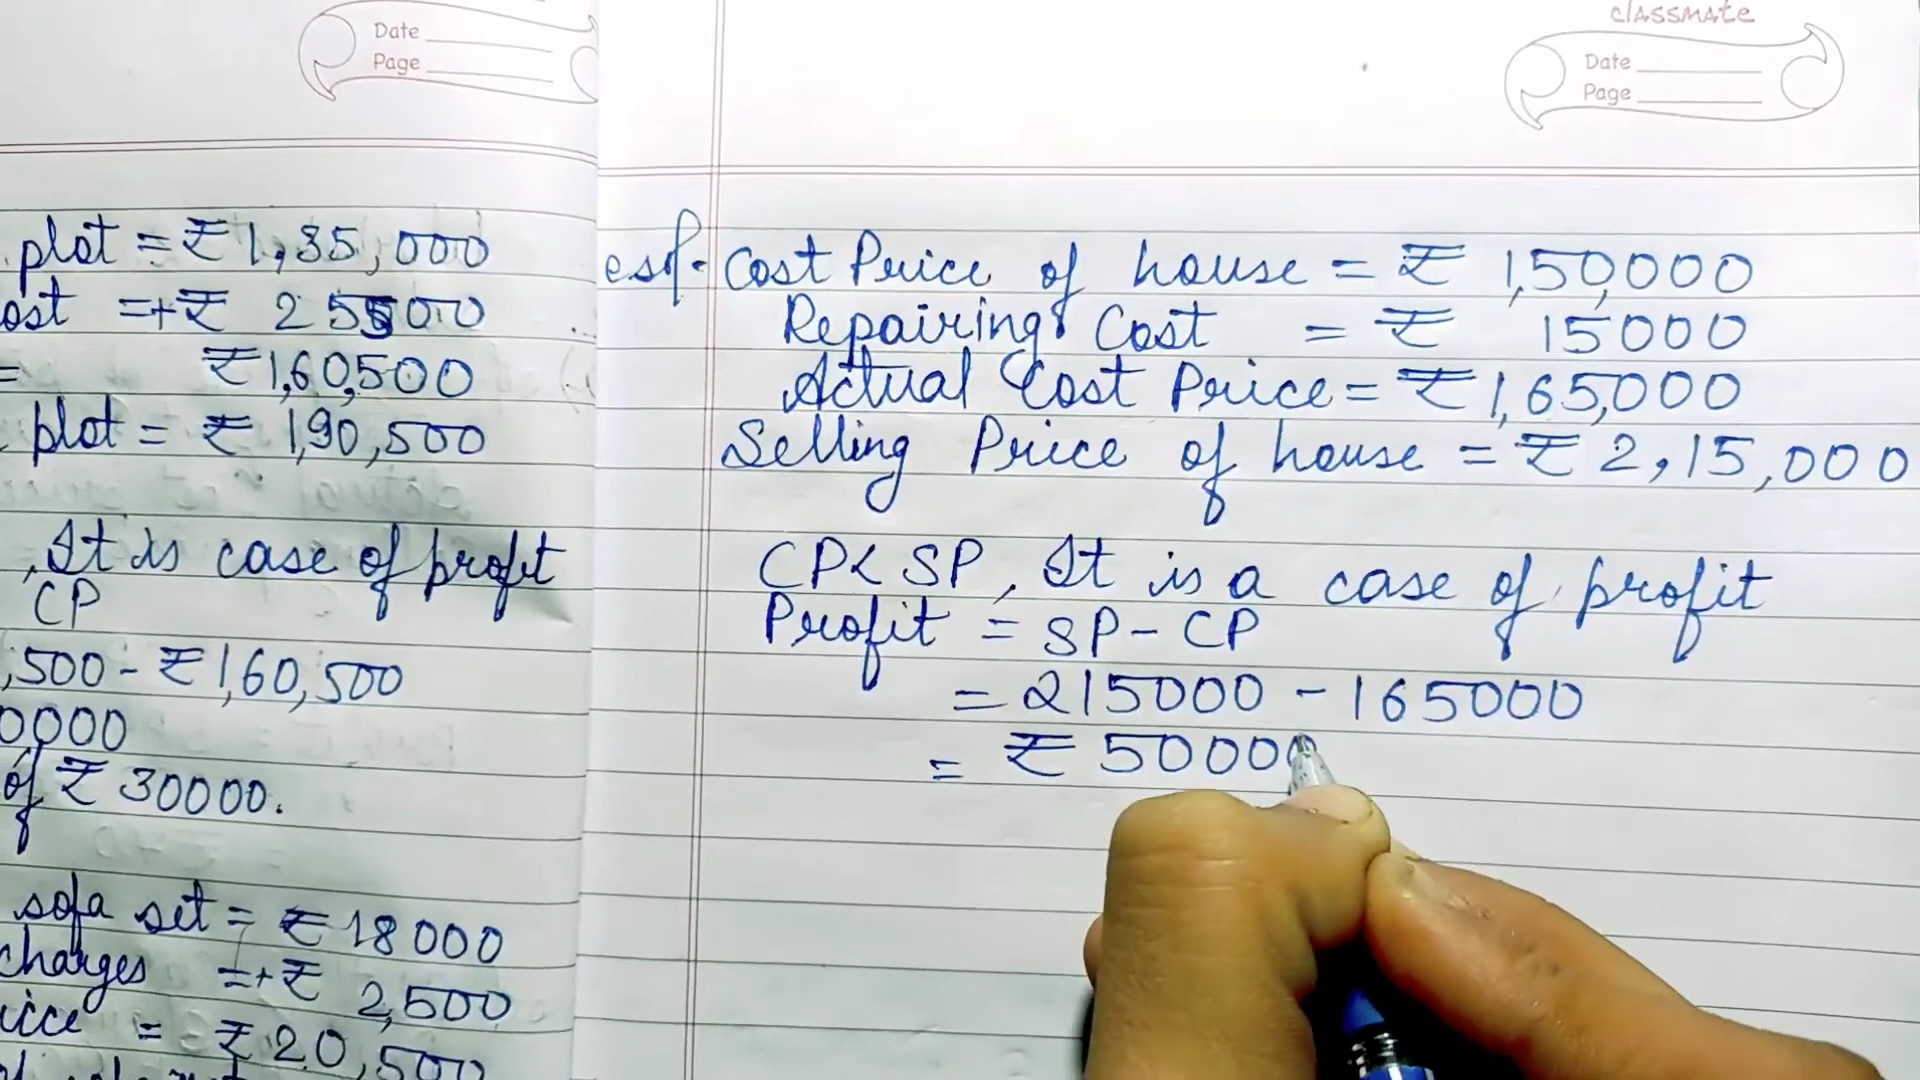 Date
Page
plot = ₹ 1,35,000
ost =+₹ 25500
= ₹1,60,500
plot = ₹ 1,90,500
,It is case of profit
CP
,500 - ₹1,60,500
0000
of ₹ 30000.
sofa set = ₹ 18000
charges =+₹ 2,500
ice = ₹ 20,500
classmate
Date
Page
Cost Price of house = ₹ 1,50,000
Repairing Cost = ₹ 15000
Actual Cost Price = ₹ 1,65,000
Selling Price of house = ₹ 2,15,000
CP< SP, It is a case of profit
Profit = SP - CP
= 215000 - 165000
= ₹ 50000